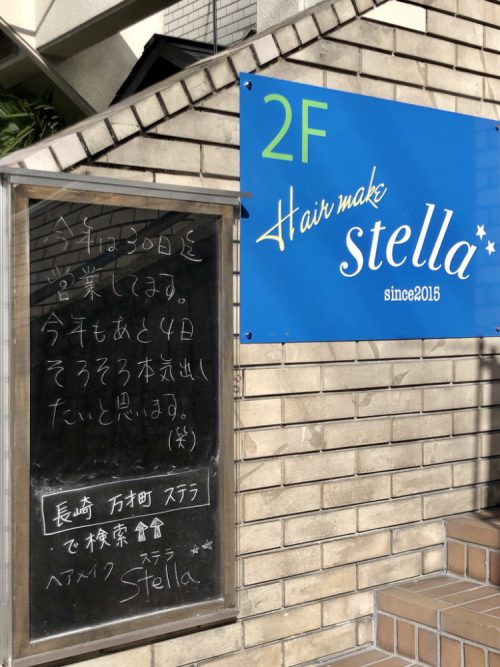 2F
Hair make
stella
since2015
今年は30日迄
営業してます。
今年もあと4日
そろそろ本気出し
たいと思います。
(笑)
長崎 万才町 ステラ
で検索⇧⇧
ヘアメイク ステラ
Stella